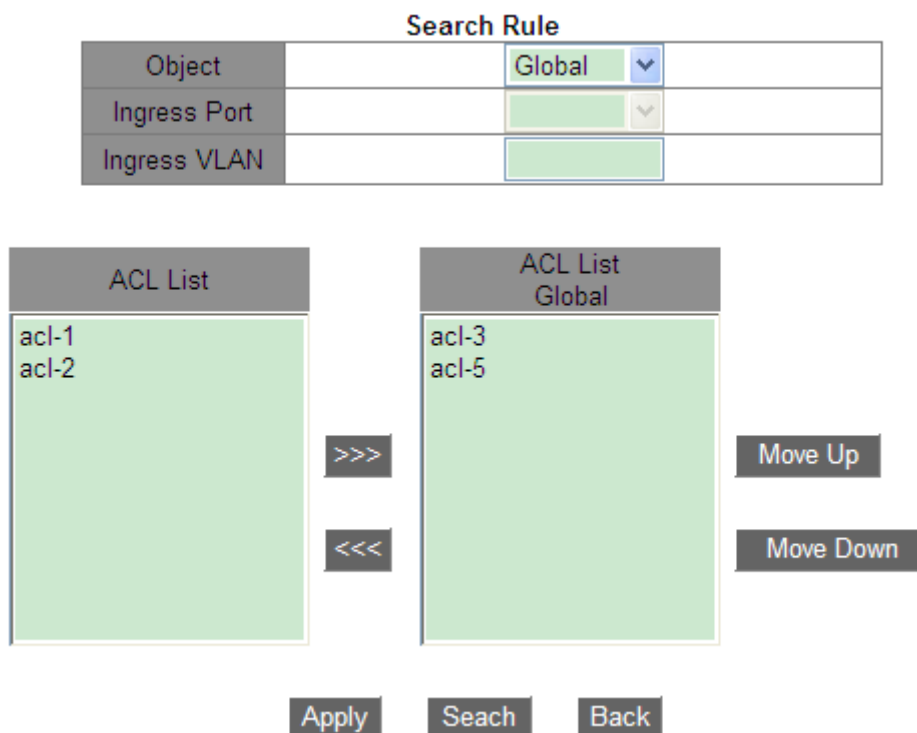 Search Rule
Object Global
Ingress Port
Ingress VLAN
ACL List
ACL List
Global
acl-1
acl-2
acl-3
acl-5
>>>
Move Up
<<<
Move Down
Apply Seach Back